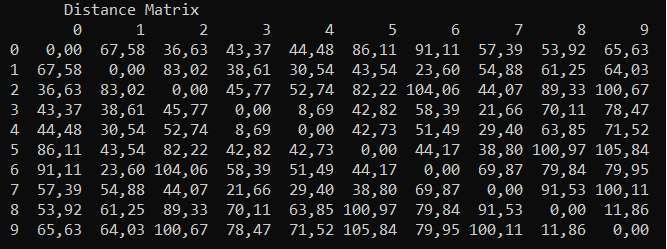 Distance Matrix
0 1 2 3 4 5 6 7 8 9
0 0,00 67,58 36,63 43,37 44,48 86,11 91,11 57,39 53,92 65,63
1 67,58 0,00 83,02 38,61 30,54 43,54 23,60 54,88 61,25 64,03
2 36,63 83,02 0,00 45,77 52,74 82,22 104,06 44,07 89,33 100,67
3 43,37 38,61 45,77 0,00 8,69 42,82 58,39 21,66 70,11 78,47
4 44,48 30,54 52,74 8,69 0,00 42,73 51,49 29,40 63,85 71,52
5 86,11 43,54 82,22 42,82 42,73 0,00 44,17 38,80 100,97 105,84
6 91,11 23,60 104,06 58,39 51,49 44,17 0,00 69,87 79,84 79,95
7 57,39 54,88 44,07 21,66 29,40 38,80 69,87 0,00 91,53 100,11
8 53,92 61,25 89,33 70,11 63,85 100,97 79,84 91,53 0,00 11,86
9 65,63 64,03 100,67 78,47 71,52 105,84 79,95 100,11 11,86 0,00